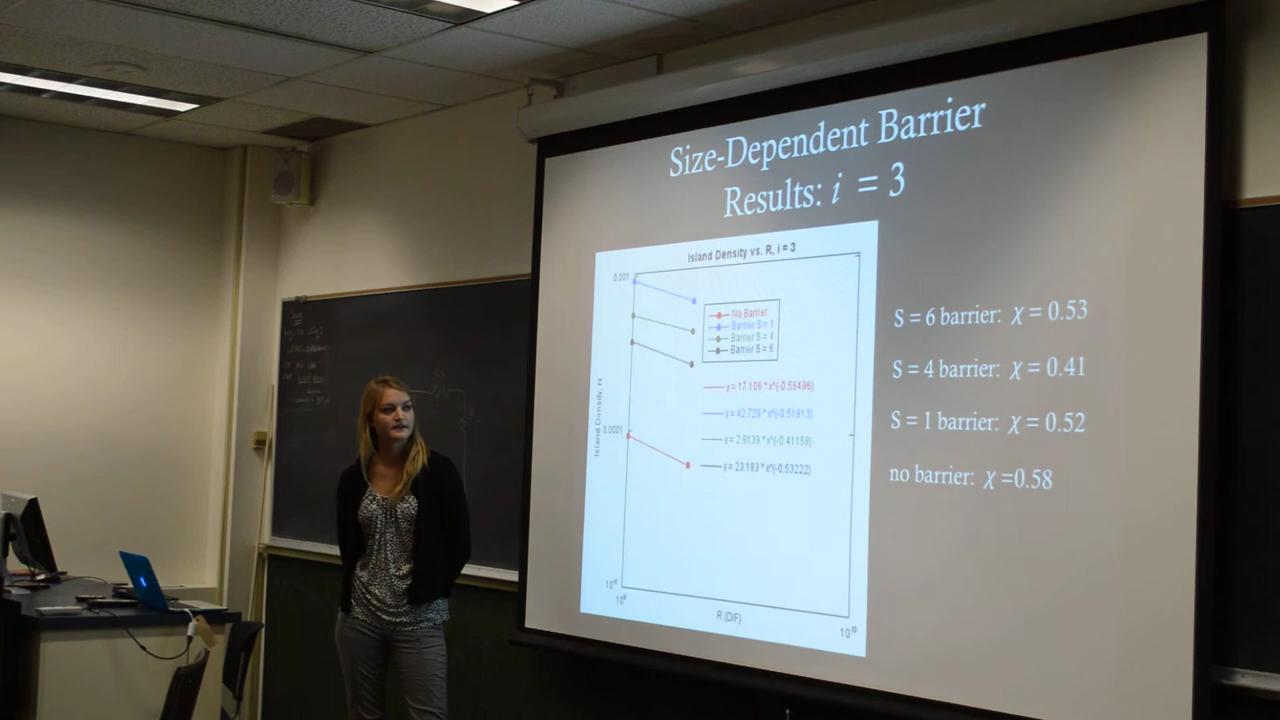 Size-Dependent Barrier
Results: i = 3
Island Density vs. R, i = 3
0.001
No Barrier
Barrier S = 1
Barrier S = 4
Barrier S = 6
y = 17.106 * x^(-0.58496)
y = 42.729 * x^(-0.51813)
y = 2.8139 * x^(-0.41158)
y = 23.183 * x^(-0.53222)
Island Density, N
0.0001
R (D/F)
10¹⁰
S = 6 barrier: χ = 0.53
S = 4 barrier: χ = 0.41
S = 1 barrier: χ = 0.52
no barrier: χ =0.58